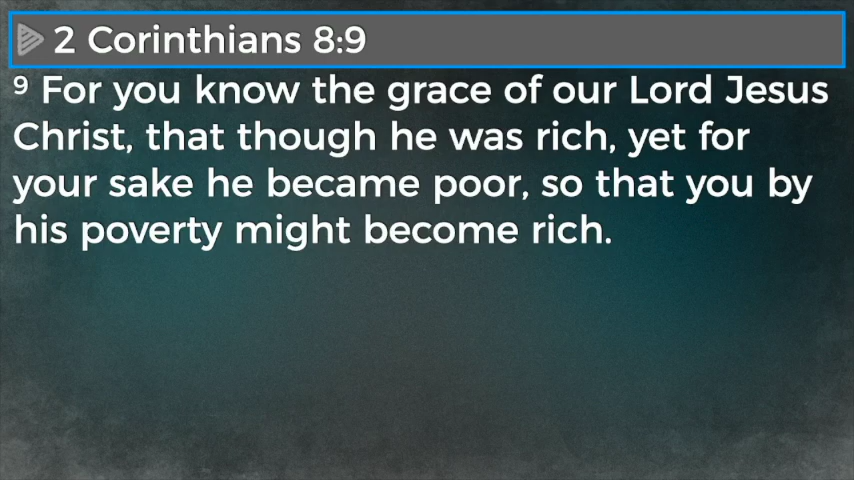 2 Corinthians 8:9
⁹ For you know the grace of our Lord Jesus
Christ, that though he was rich, yet for
your sake he became poor, so that you by
his poverty might become rich.